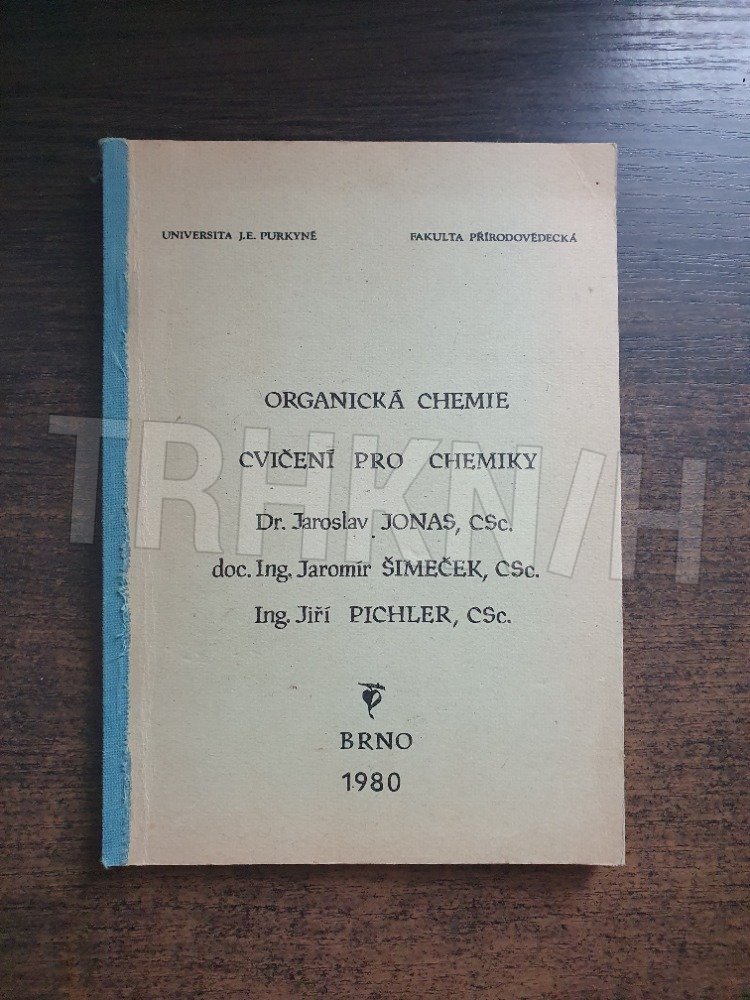 UNIVERSITA J.E. PURKYNĚ FAKULTA PŘÍRODOVĚDECKÁ
ORGANICKÁ CHEMIE
CVIČENÍ PRO CHEMIKY
Dr. Jaroslav JONAS, CSc.
doc. Ing. Jaromír ŠIMEČEK, CSc.
Ing. Jiří PICHLER, CSc.
BRNO
1980
TRHKNIH